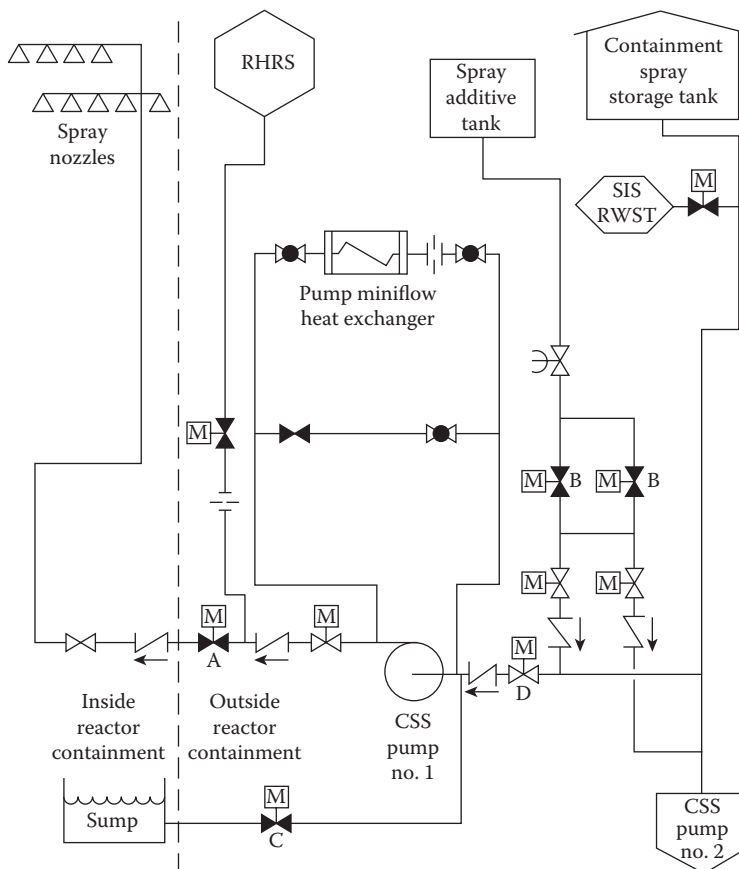 RHRS
Spray
additive
tank
Containment
spray
storage tank
Spray
nozzles
M
SIS
RWST
Pump miniflow
heat exchanger
M
M
B
M
B
M
M
M
A
M
M
D
Inside
reactor
containment
Outside
reactor
containment
CSS
pump
no. 1
M
C
Sump
CSS
pump
no. 2